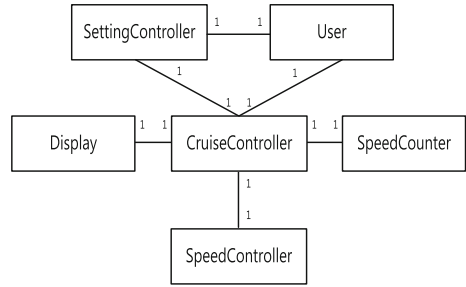 SettingController 1 1 User
1 1
1 1
Display 1 1 CruiseController 1 1 SpeedCounter
1
1
SpeedController